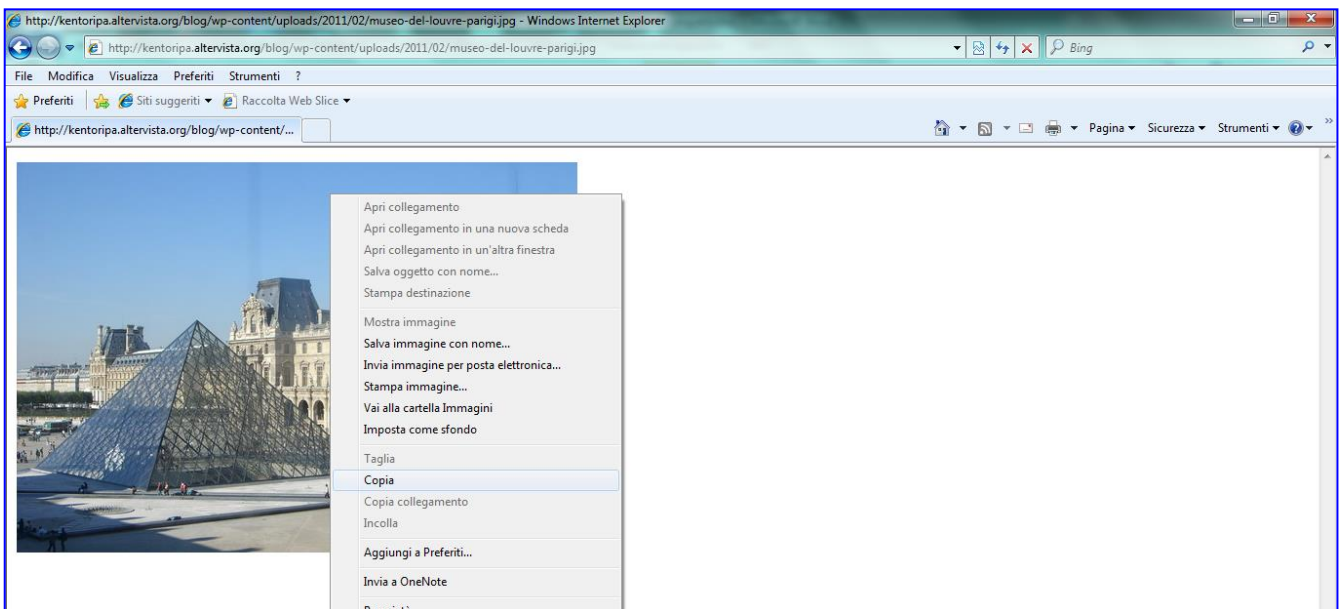 http://kentoripa.altervista.org/blog/wp-content/uploads/2011/02/museo-del-louvre-parigi.jpg - Windows Internet Explorer
http://kentoripa.altervista.org/blog/wp-content/uploads/2011/02/museo-del-louvre-parigi.jpg
Bing
File Modifica Visualizza Preferiti Strumenti ?
Preferiti Siti suggeriti Raccolta Web Slice
http://kentoripa.altervista.org/blog/wp-content/... Pagina Sicurezza Strumenti
Apri collegamento
Apri collegamento in una nuova scheda
Apri collegamento in un'altra finestra
Salva oggetto con nome...
Stampa destinazione
Mostra immagine
Salva immagine con nome...
Invia immagine per posta elettronica...
Stampa immagine...
Vai alla cartella Immagini
Imposta come sfondo
Taglia
Copia
Copia collegamento
Incolla
Aggiungi a Preferiti...
Invia a OneNote